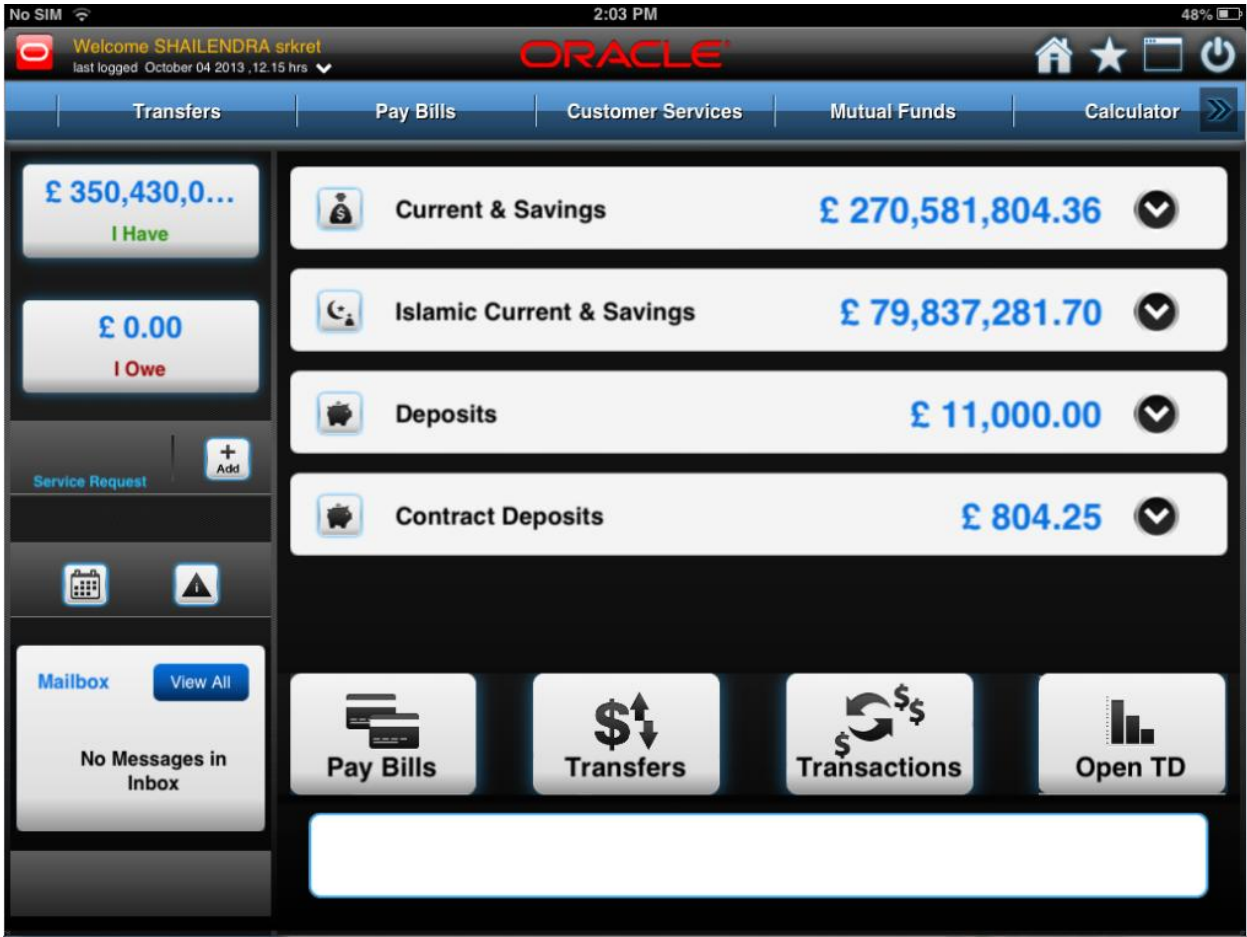 No SIM 2:03 PM 48%
Welcome SHAILENDRA srkret
last logged October 04 2013 ,12.15 hrs
ORACLE
Transfers Pay Bills Customer Services Mutual Funds Calculator
£ 350,430,0...
I Have
£ 0.00
I Owe
Service Request
+
Add
Mailbox View All
No Messages in
Inbox
Current & Savings £ 270,581,804.36
Islamic Current & Savings £ 79,837,281.70
Deposits £ 11,000.00
Contract Deposits £ 804.25
Pay Bills Transfers Transactions Open TD